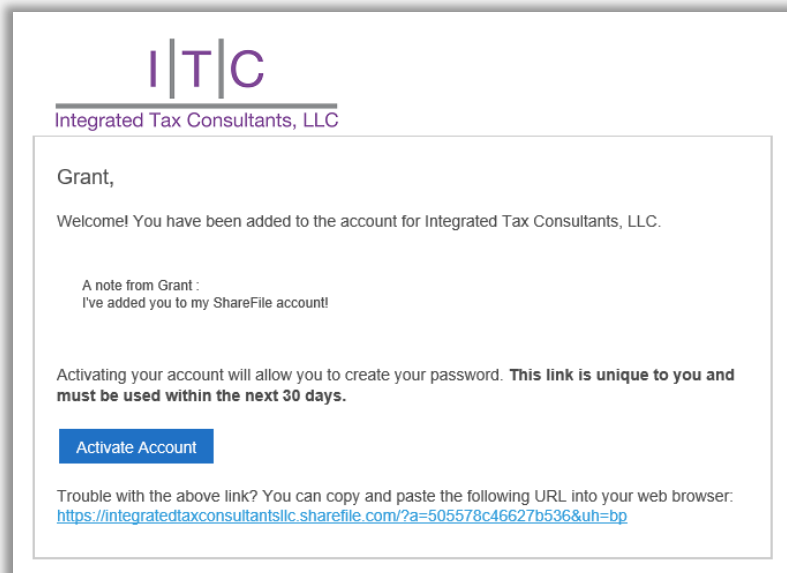 I|T|C
Integrated Tax Consultants, LLC
Grant,
Welcome! You have been added to the account for Integrated Tax Consultants, LLC.
A note from Grant :
I've added you to my ShareFile account!
Activating your account will allow you to create your password. This link is unique to you and
must be used within the next 30 days.
Activate Account
Trouble with the above link? You can copy and paste the following URL into your web browser:
https://integratedtaxconsultantsllc.sharefile.com/?a=505578c46627b536&uh=bp